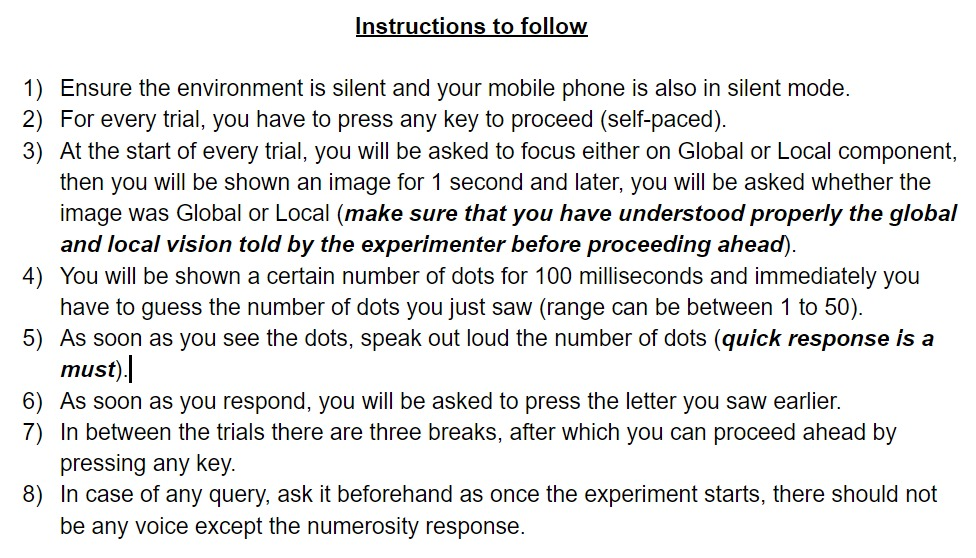 Instructions to follow
1) Ensure the environment is silent and your mobile phone is also in silent mode.
2) For every trial, you have to press any key to proceed (self-paced).
3) At the start of every trial, you will be asked to focus either on Global or Local component,
then you will be shown an image for 1 second and later, you will be asked whether the
image was Global or Local (make sure that you have understood properly the global
and local vision told by the experimenter before proceeding ahead).
4) You will be shown a certain number of dots for 100 milliseconds and immediately you
have to guess the number of dots you just saw (range can be between 1 to 50).
5) As soon as you see the dots, speak out loud the number of dots (quick response is a
must).
6) As soon as you respond, you will be asked to press the letter you saw earlier.
7) In between the trials there are three breaks, after which you can proceed ahead by
pressing any key.
8) In case of any query, ask it beforehand as once the experiment starts, there should not
be any voice except the numerosity response.